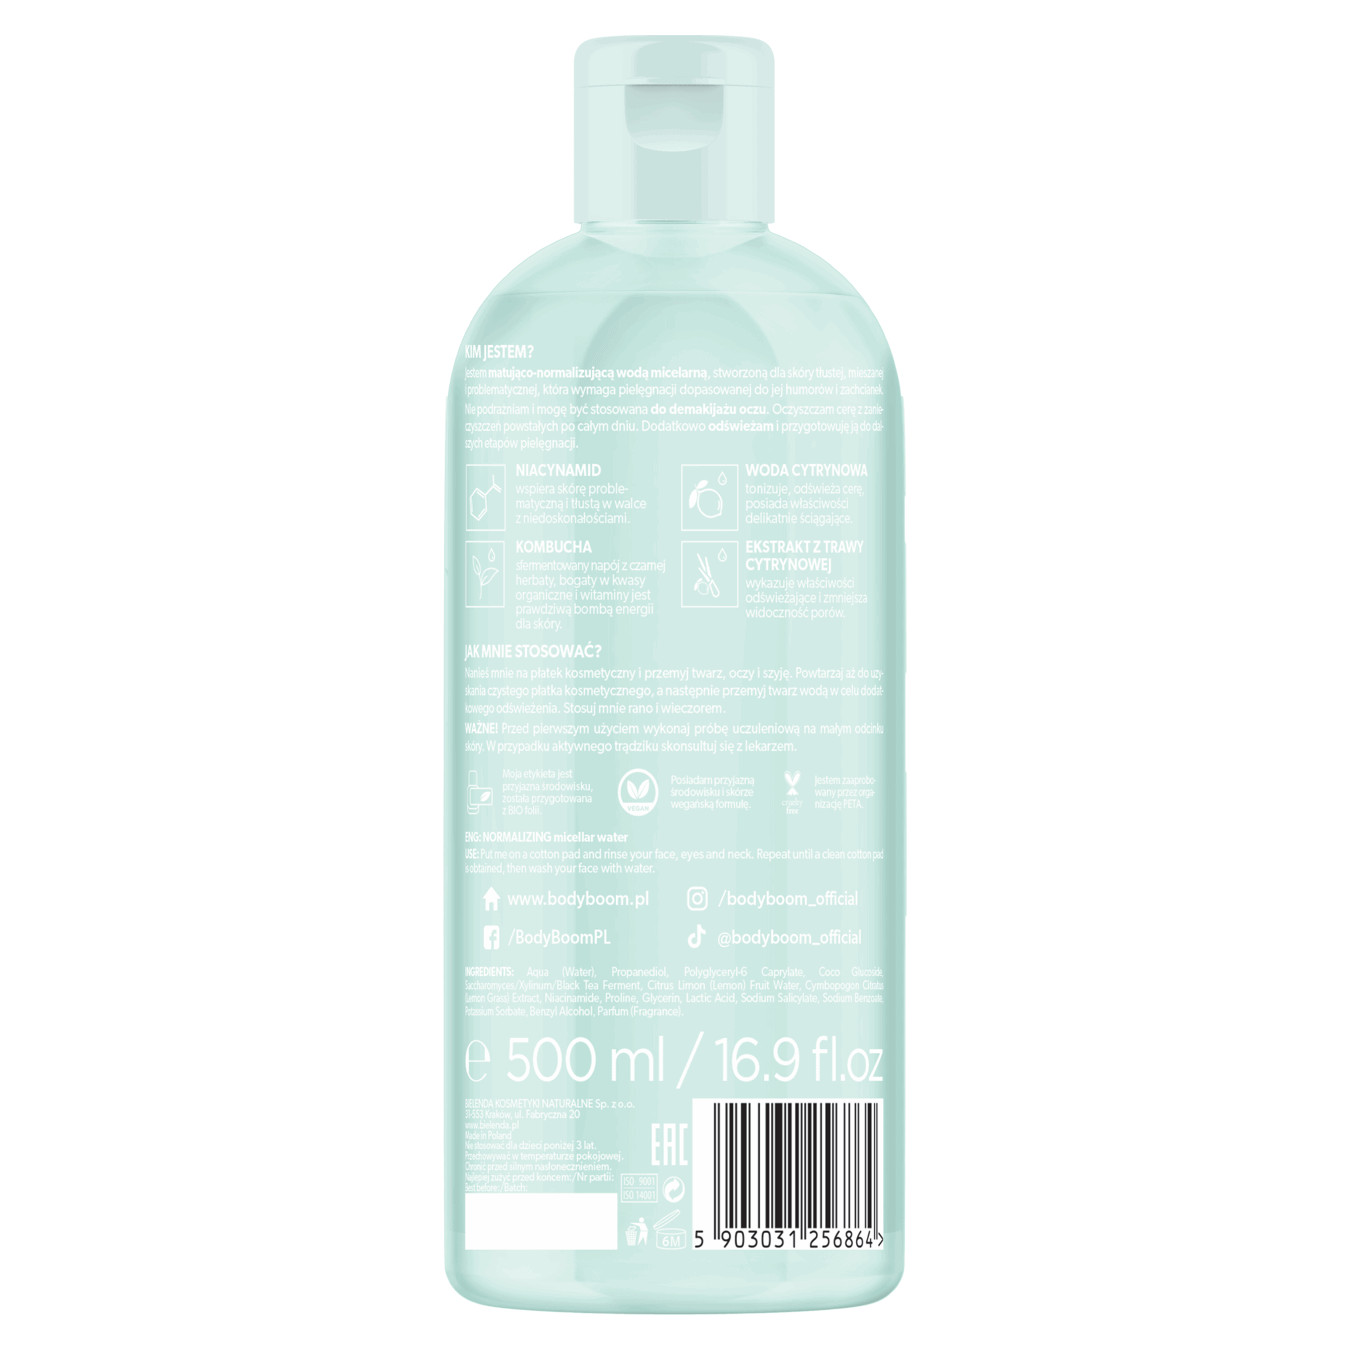 KIM JESTEM?
Jestem matująco-normalizującą wodą micelarną, stworzoną dla skóry tłustej, mieszanej
i problematycznej, która wymaga pielęgnacji dopasowanej do jej humorów i zachcianek.
Nie podrażniam i mogę być stosowana do demakijażu oczu. Oczyszczam cerę z zanie-
czyszczeń powstałych po całym dniu. Dodatkowo odświeżam i przygotowuję ją do dal-
szych etapów pielęgnacji.
NIACYNAMID
wspiera skórę proble-
matyczną i tłustą w walce
z niedoskonałościami.
WODA CYTRYNOWA
tonizuje, odświeża cerę,
posiada właściwości
delikatnie ściągające.
KOMBUCHA
sfermentowany napój z czarnej
herbaty, bogaty w kwasy
organiczne i witaminy jest
prawdziwą bombą energii
dla skóry.
EKSTRAKT Z TRAWY
CYTRYNOWEJ
wykazuje właściwości
odświeżające i zmniejsza
widoczność porów.
JAK MNIE STOSOWAĆ?
Nanieś mnie na płatek kosmetyczny i przemyj twarz, oczy i szyję. Powtarzaj aż do uzy-
skania czystego płatka kosmetycznego, a następnie przemyj twarz wodą w celu dodat-
kowego odświeżenia. Stosuj mnie rano i wieczorem.
WAŻNE! Przed pierwszym użyciem wykonaj próbę uczuleniową na małym odcinku
skóry. W przypadku aktywnego trądziku skonsultuj się z lekarzem.
Moja etykieta jest
przyjazna środowisku,
została przygotowana
z BIO folii.
VEGAN
Posiadam przyjazną
środowisku i skórze
wegańską formułę.
cruelty
free
Jestem zaaprobo-
wany przez orga-
nizację PETA.
ENG: NORMALIZING micellar water
USE: Put me on a cotton pad and rinse your face, eyes and neck. Repeat until a clean cotton pad
is obtained, then wash your face with water.
www.bodyboom.pl
/bodyboom_official
/BodyBoomPL
@bodyboom_official
INGREDIENTS: Aqua (Water), Propanediol, Polyglyceryl-6 Caprylate, Coco Glucoside,
Saccharomyces/Xylinum/Black Tea Ferment, Citrus Limon (Lemon) Fruit Water, Cymbopogon Citratus
(Lemon Grass) Extract, Niacinamide, Proline, Glycerin, Lactic Acid, Sodium Salicylate, Sodium Benzoate,
Potassium Sorbate, Benzyl Alcohol, Parfum (Fragrance).
℮ 500 ml / 16.9 fl.oz
BIELENDA KOSMETYKI NATURALNE Sp. z o.o.
31-553 Kraków, ul. Fabryczna 20
www.bielenda.pl
Made in Poland
Nie stosować dla dzieci poniżej 3 lat.
Przechowywać w temperaturze pokojowej.
Chronić przed silnym nasłonecznieniem.
Najlepiej zużyć przed końcem:/Nr partii:
Best before:/Batch:
EAC
ISO 9001
ISO 14001
6M
5 903031 256864 >